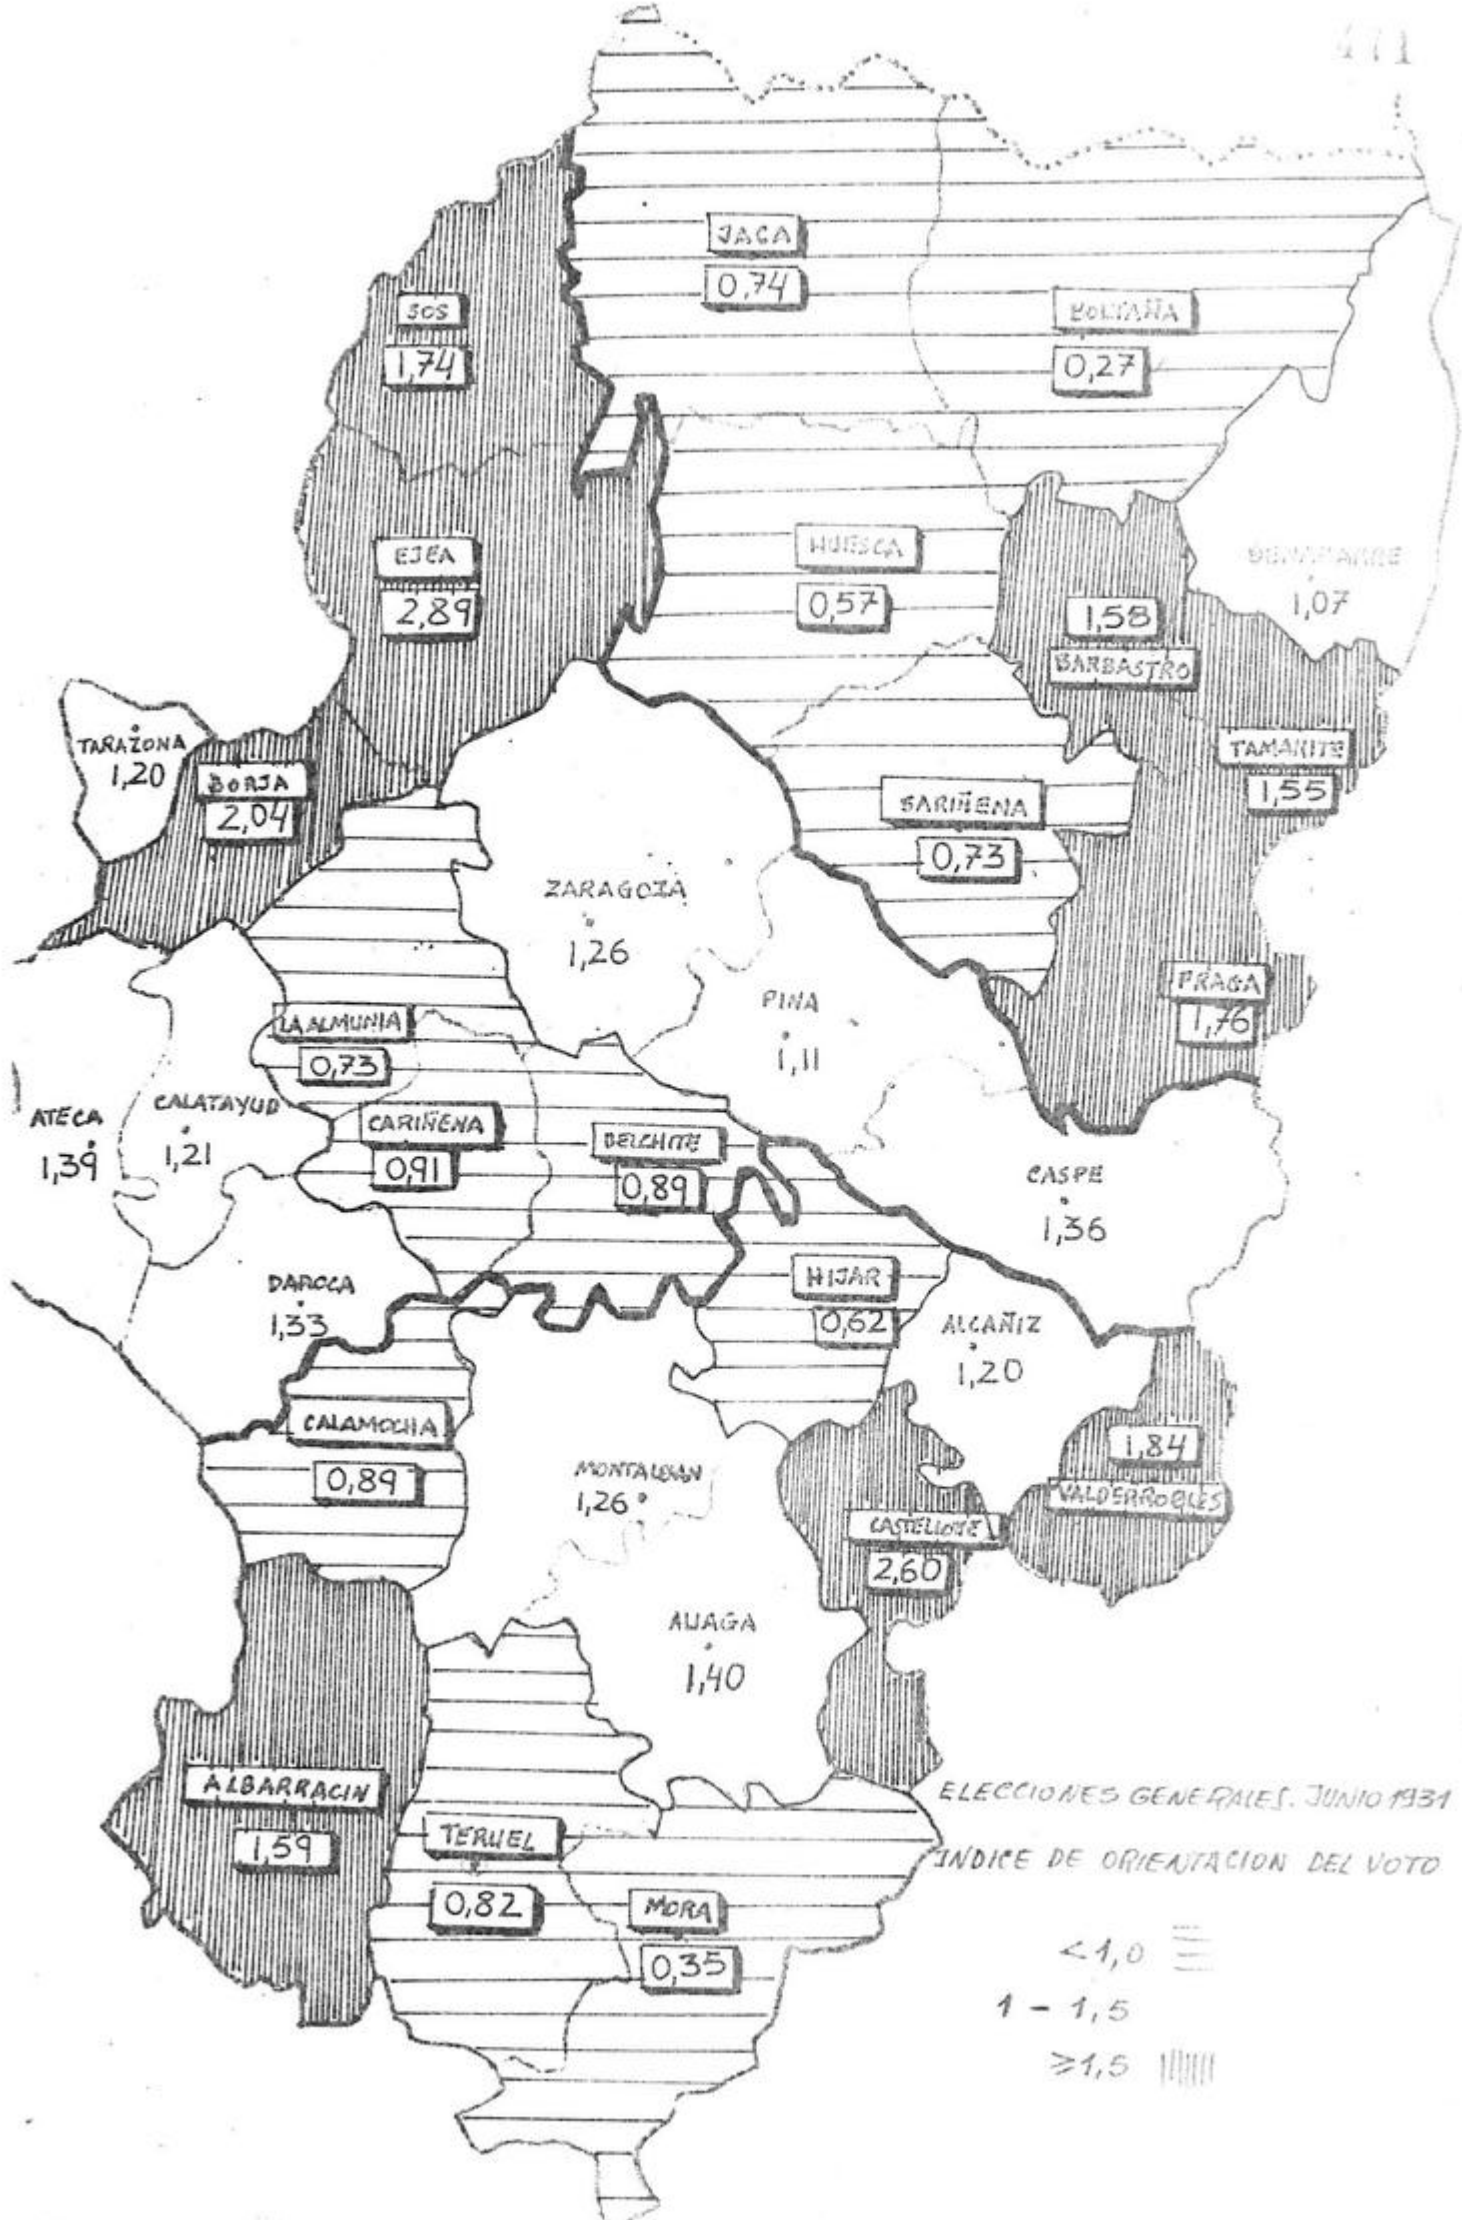 471
JACA
0,74
BOLTAÑA
0,27
SOS
1,74
EJEA
2,89
HUESCA
0,57
BENABARRE
1,07
1,58
BARBASTRO
TARAZONA
1,20
BORJA
2,04
TAMARITE
1,55
SARIÑENA
0,73
ZARAGOZA
1,26
PINA
1,11
FRAGA
1,76
LA ALMUNIA
0,73
ATECA
1,39
CALATAYUD
1,21
CARIÑENA
0,91
BELCHITE
0,89
CASPE
1,36
DAROCA
1,33
HIJAR
0,62
ALCAÑIZ
1,20
CALAMOCHA
0,89
MONTALBAN
1,26
1,84
VALDERROBLES
CASTELLOTE
2,60
ALIAGA
1,40
ALBARRACIN
1,59
TERUEL
0,82
MORA
0,35
ELECCIONES GENERALES. JUNIO 1931
INDICE DE ORIENTACION DEL VOTO
<1,0
1 - 1,5
≥1,5